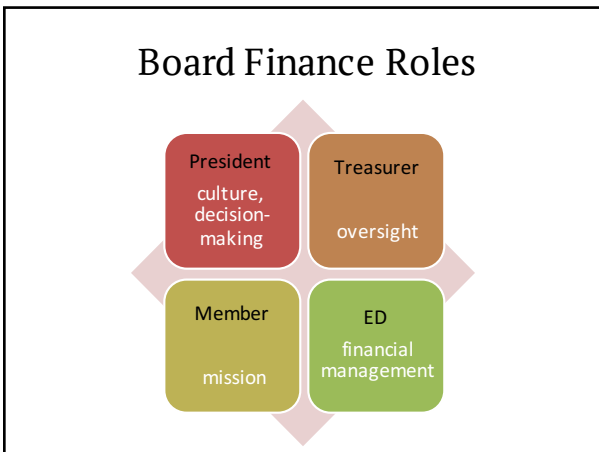 Board Finance Roles
President
culture,
decision-
making
Treasurer
oversight
Member
mission
ED
financial
management